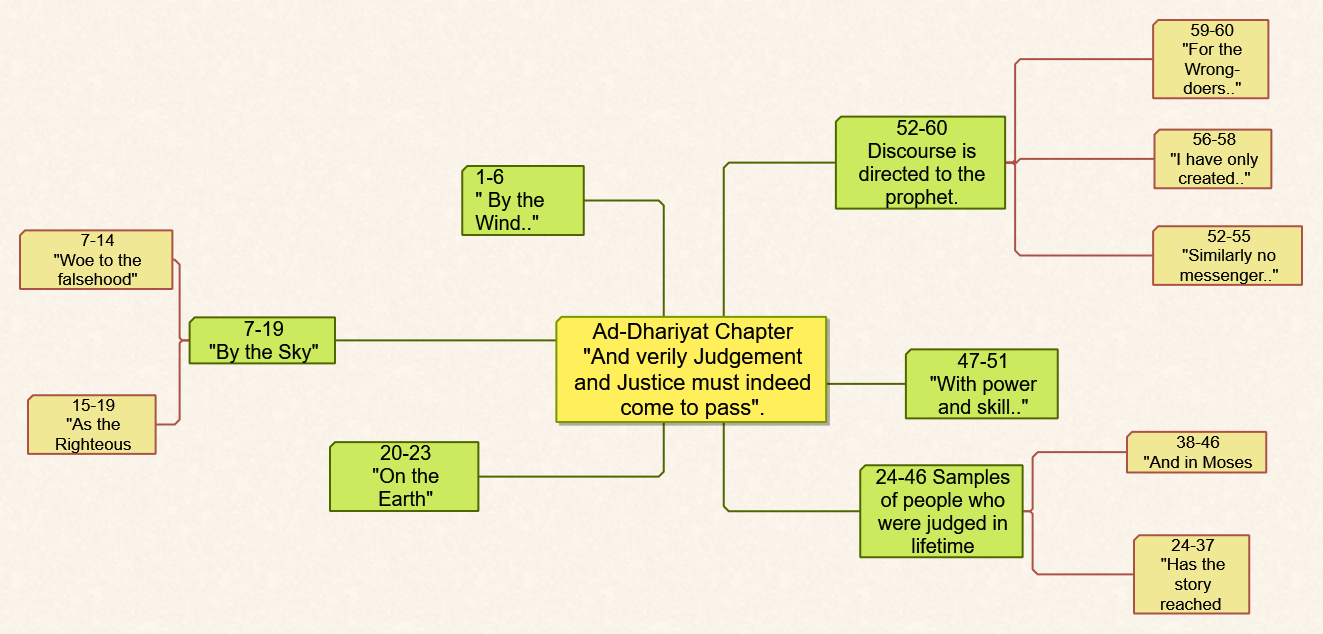 Ad-Dhariyat Chapter
"And verily Judgement
and Justice must indeed
come to pass".
1-6
" By the
Wind.."
7-19
"By the Sky"
7-14
"Woe to the
falsehood"
15-19
"As the
Righteous
20-23
"On the
Earth"
24-46 Samples
of people who
were judged in
lifetime
24-37
"Has the
story
reached
38-46
"And in Moses
47-51
"With power
and skill.."
52-60
Discourse is
directed to the
prophet.
52-55
"Similarly no
messenger.."
56-58
"I have only
created.."
59-60
"For the
Wrong-
doers.."